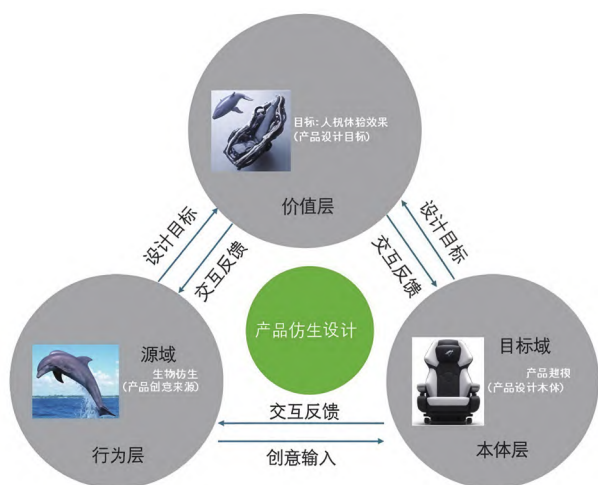 目标：人机体验效果
（产品设计目标）
价值层
设计目标
交互反馈
设计目标
交互反馈
产品仿生设计
源域
生物仿生
（产品创意来源）
行为层
目标域
产品建模
（产品设计本体）
本体层
交互反馈
创意输入